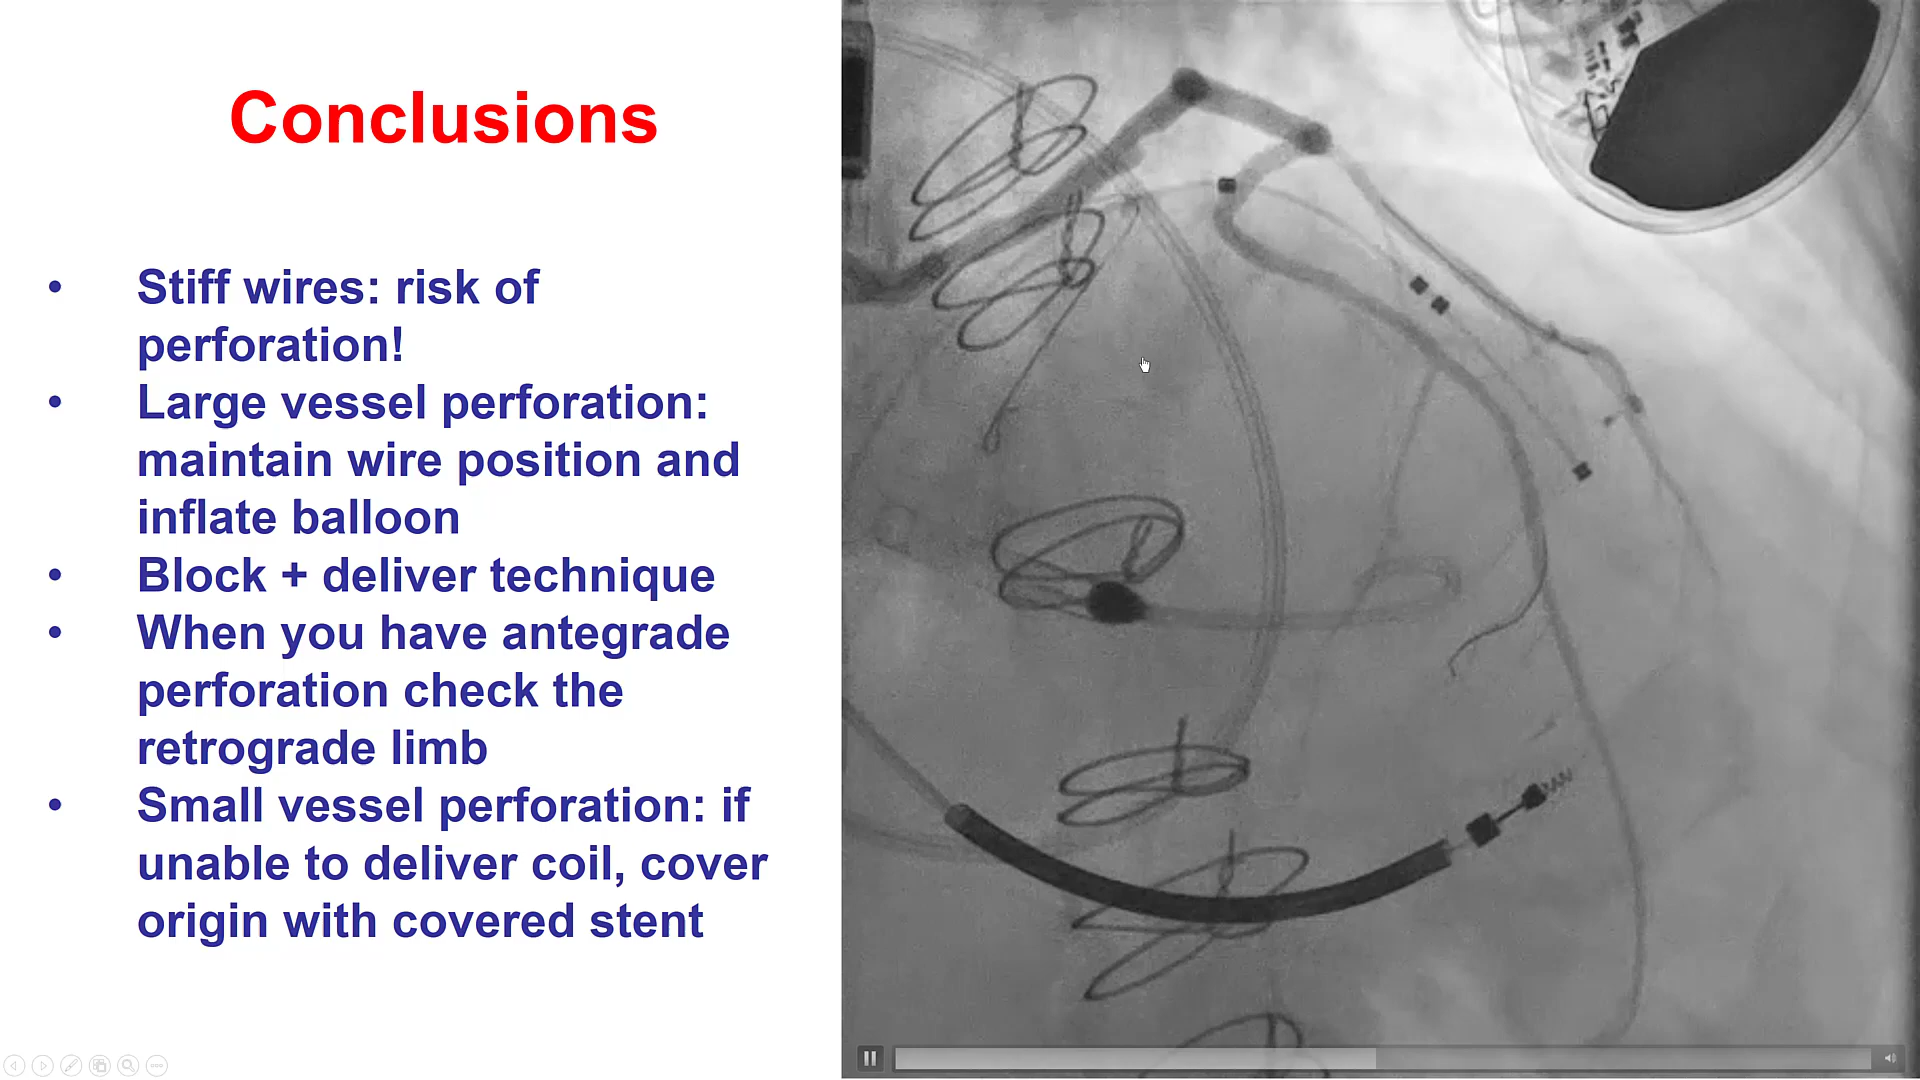 Conclusions
• Stiff wires: risk of
perforation!
• Large vessel perforation:
maintain wire position and
inflate balloon
• Block + deliver technique
• When you have antegrade
perforation check the
retrograde limb
• Small vessel perforation: if
unable to deliver coil, cover
origin with covered stent